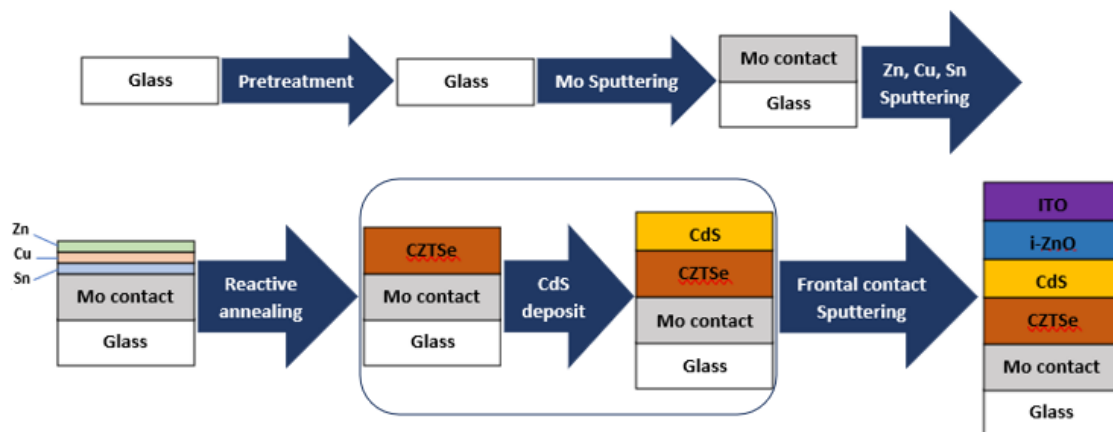 Glass
Pretreatment
Glass
Mo Sputtering
Mo contact
Glass
Zn, Cu, Sn
Sputtering
Zn
Cu
Sn
Mo contact
Glass
Reactive
annealing
CZTSe
Mo contact
Glass
CdS
deposit
CdS
CZTSe
Mo contact
Glass
Frontal contact
Sputtering
ITO
i-ZnO
CdS
CZTSe
Mo contact
Glass